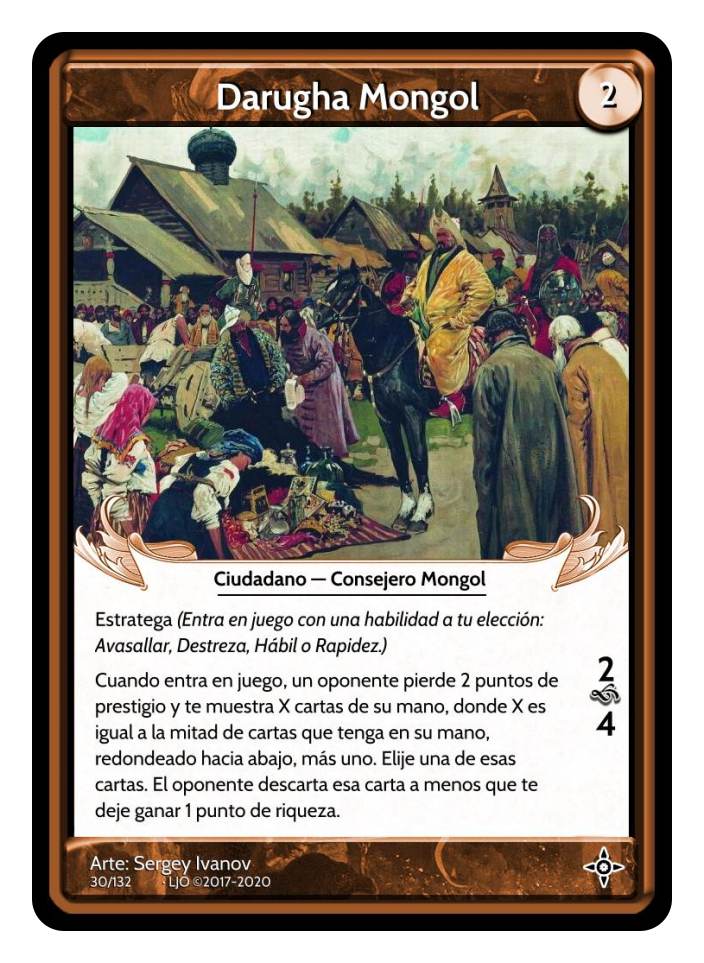 Darugha Mongol
2
Ciudadano — Consejero Mongol
Estratega (Entra en juego con una habilidad a tu elección:
Avasallar, Destreza, Hábil o Rapidez.)
Cuando entra en juego, un oponente pierde 2 puntos de
prestigio y te muestra X cartas de su mano, donde X es
igual a la mitad de cartas que tenga en su mano,
redondeado hacia abajo, más uno. Elije una de esas
cartas. El oponente descarta esa carta a menos que te
deje ganar 1 punto de riqueza.
2
4
Arte: Sergey Ivanov
30/132 LJO ©2017-2020